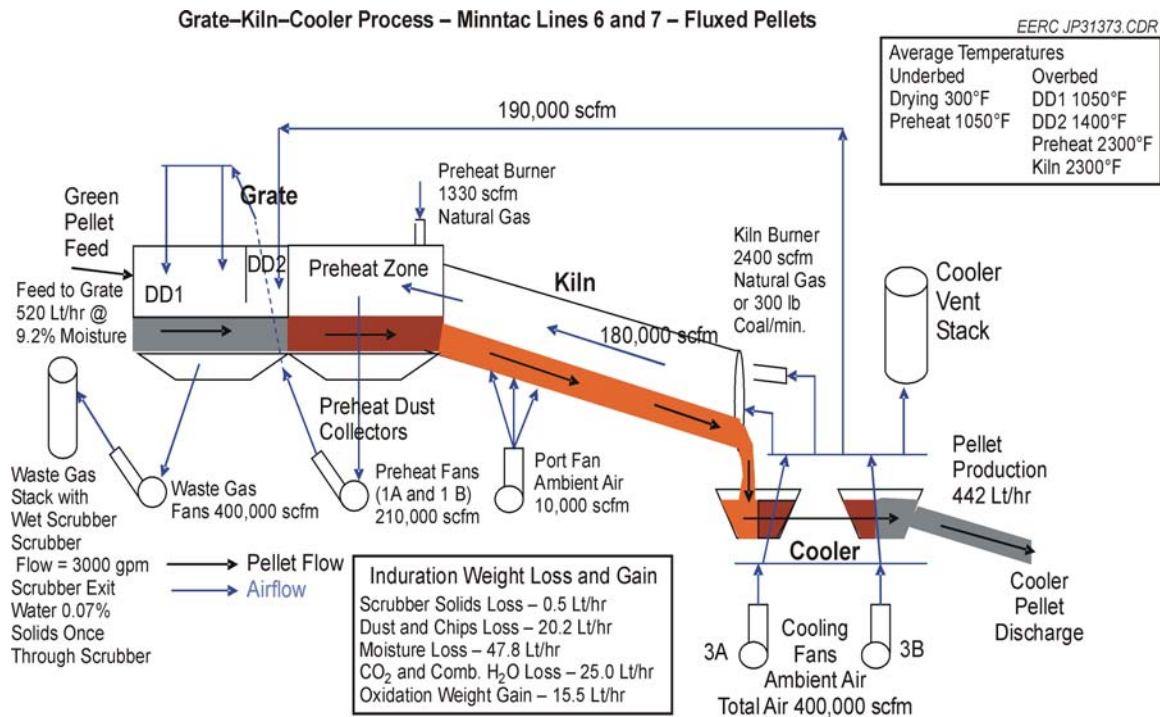 Grate–Kiln–Cooler Process – Minntac Lines 6 and 7 – Fluxed Pellets
EERC JP31373.CDR
Average Temperatures
Underbed
Drying 300°F
Preheat 1050°F
Overbed
DD1 1050°F
DD2 1400°F
Preheat 2300°F
Kiln 2300°F
190,000 scfm
Green
Pellet
Feed
Grate
Preheat Burner
1330 scfm
Natural Gas
DD1
DD2
Preheat Zone
Kiln
Kiln Burner
2400 scfm
Natural Gas
or 300 lb
Coal/min.
Cooler
Vent
Stack
Feed to Grate
520 Lt/hr @
9.2% Moisture
180,000 scfm
Preheat Dust
Collectors
Waste Gas
Stack with
Wet Scrubber
Scrubber
Flow = 3000 gpm
Scrubber Exit
Water 0.07%
Solids Once
Through Scrubber
Waste Gas
Fans 400,000 scfm
Preheat Fans
(1A and 1 B)
210,000 scfm
Port Fan
Ambient Air
10,000 scfm
Pellet
Production
442 Lt/hr
Pellet Flow
Airflow
Cooler
Cooler
Pellet
Discharge
Induration Weight Loss and Gain
Scrubber Solids Loss – 0.5 Lt/hr
Dust and Chips Loss – 20.2 Lt/hr
Moisture Loss – 47.8 Lt/hr
CO₂ and Comb. H₂O Loss – 25.0 Lt/hr
Oxidation Weight Gain – 15.5 Lt/hr
3A
Cooling
Fans
Ambient Air
3B
Total Air 400,000 scfm